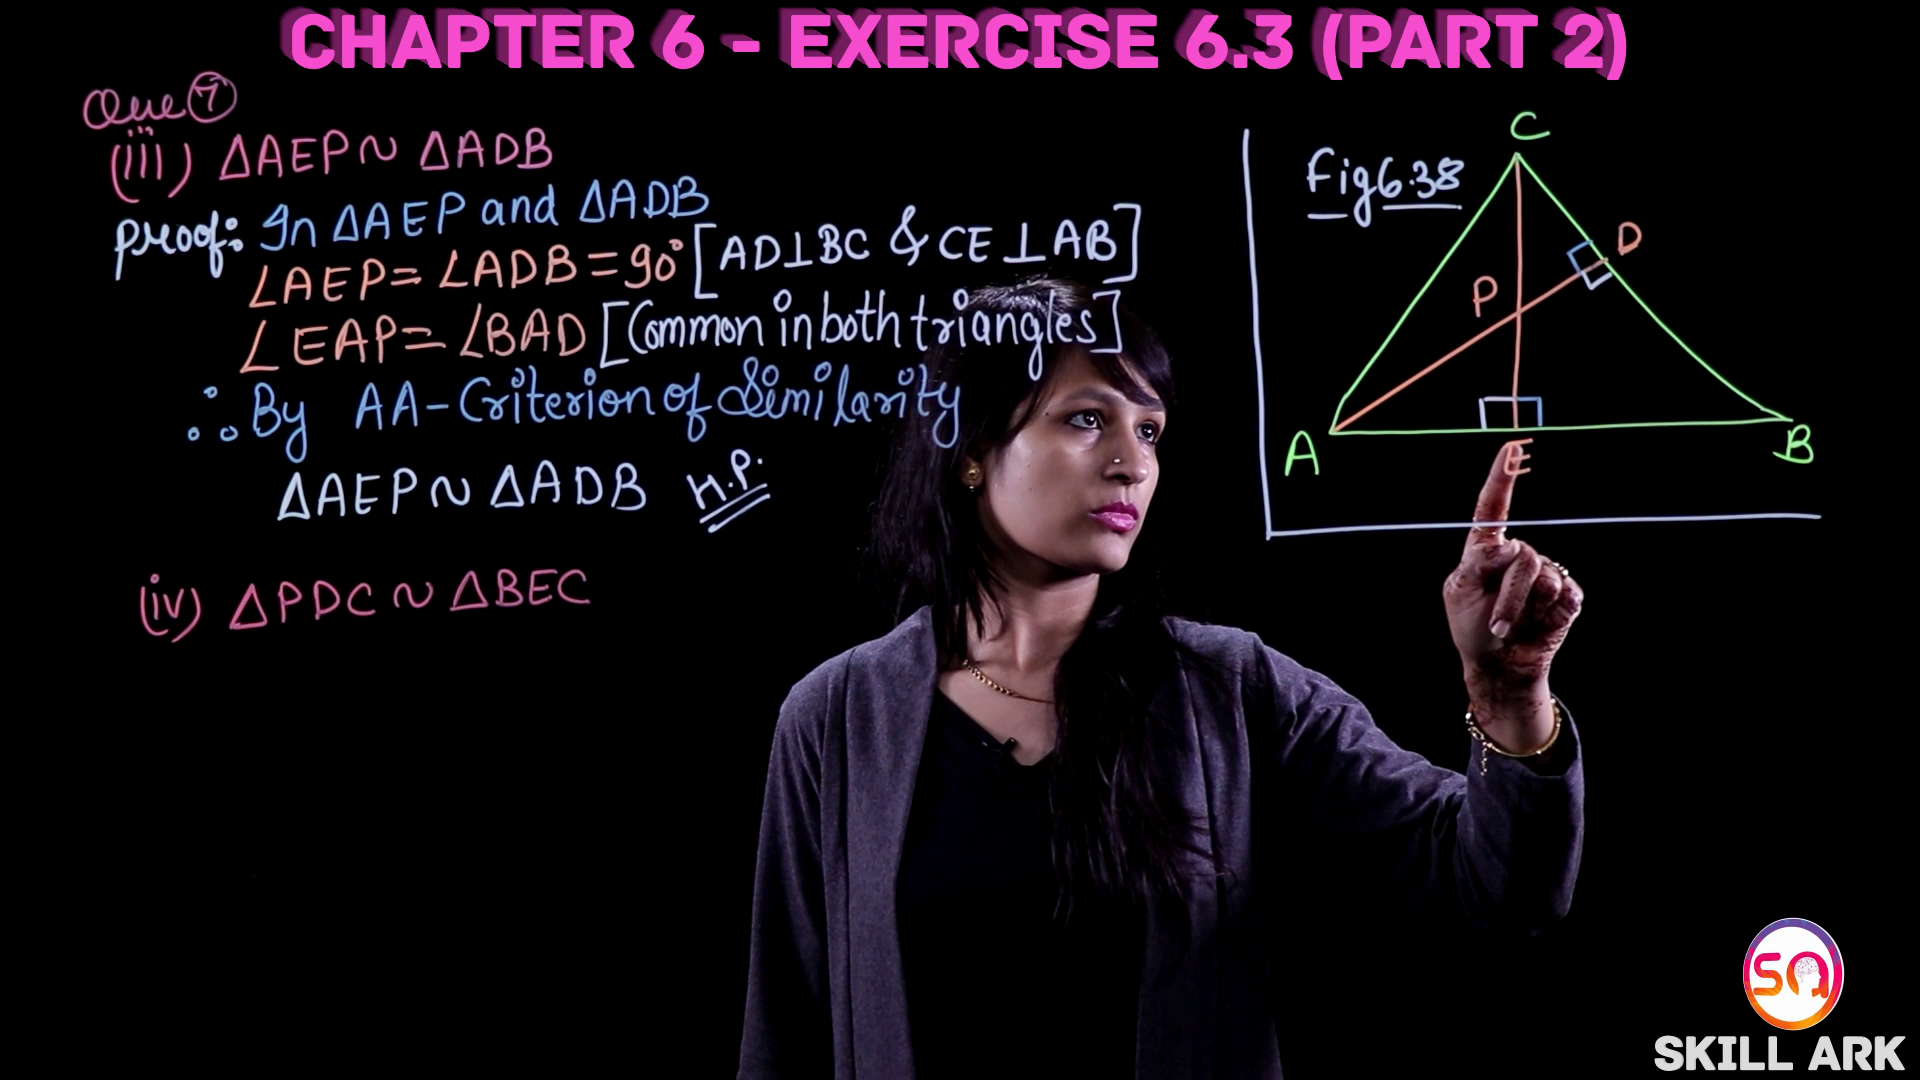 CHAPTER 6 - EXERCISE 6.3 (PART 2)
Que 7
(iii) ΔAEP ~ ΔADB
Proof: In ΔAEP and ΔADB
∠AEP = ∠ADB = 90° [AD⊥BC & CE⊥AB]
∠EAP = ∠BAD [Common in both triangles]
∴ By AA-Criterion of Similarity
ΔAEP ~ ΔADB H.P.
(iv) ΔPDC ~ ΔBEC
Fig 6.38
C
D
P
A
E
B
SA
SKILL ARK